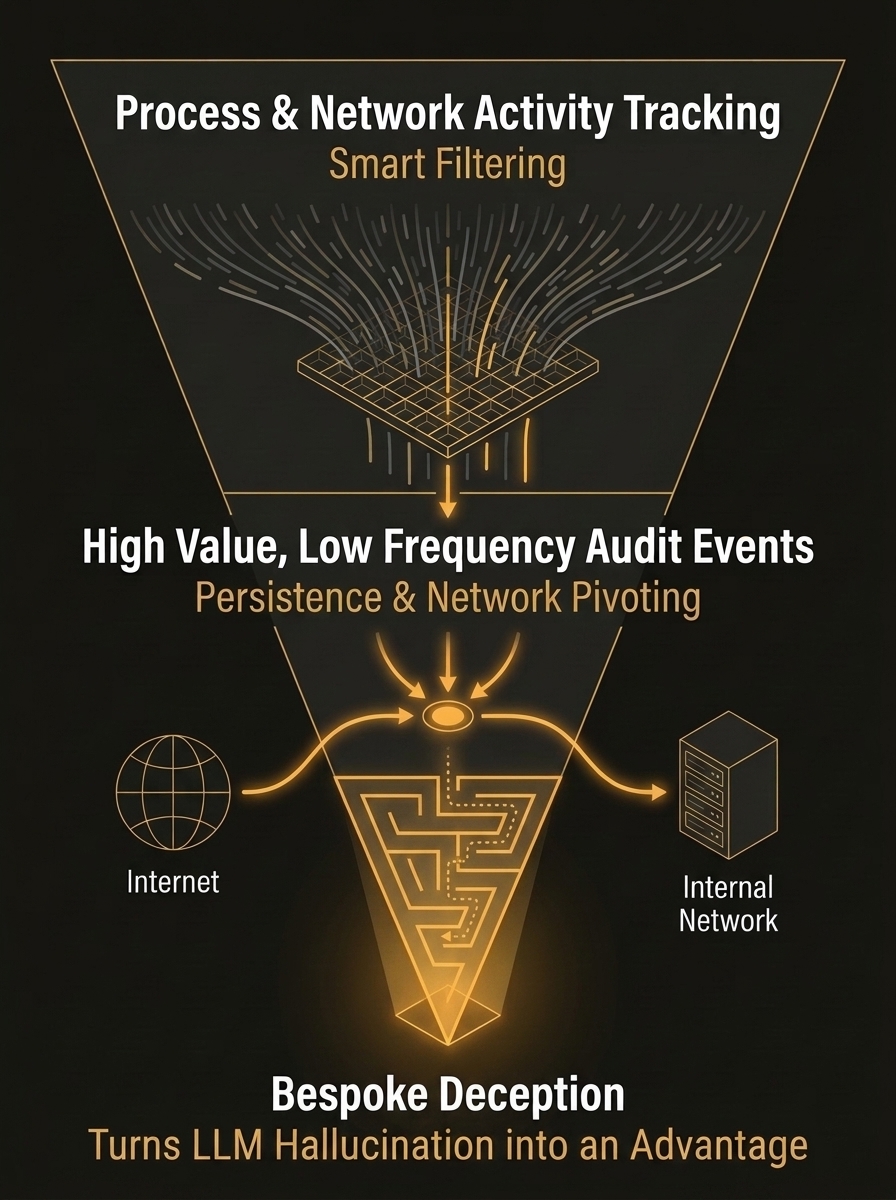 Process & Network Activity Tracking
Smart Filtering
High Value, Low Frequency Audit Events
Persistence & Network Pivoting
Internet
Internal
Network
Bespoke Deception
Turns LLM Hallucination into an Advantage